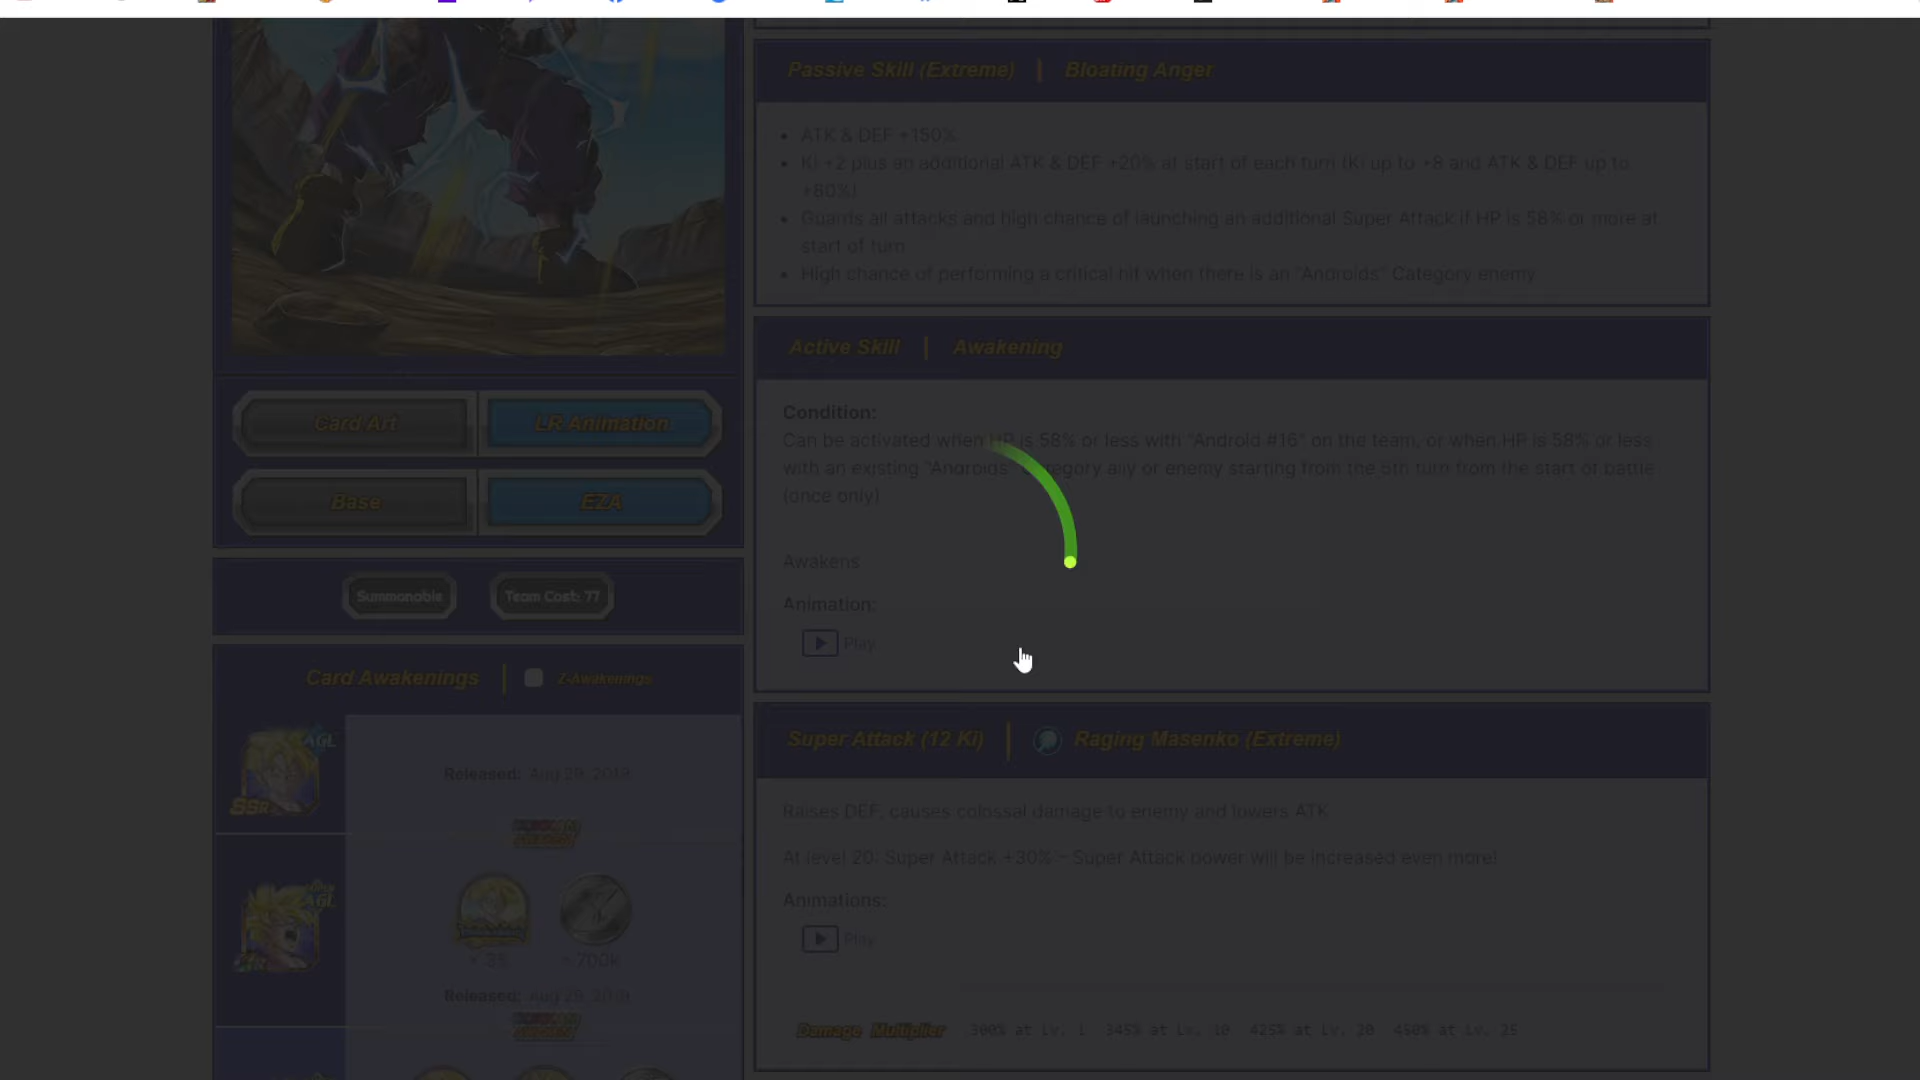 Passive Skill (Extreme) | Bloating Anger
ATK & DEF +150%
Ki +2 plus an additional ATK & DEF +20% at start of each turn (Ki up to +8 and ATK & DEF up to
+80%)
Guards all attacks and high chance of launching an additional Super Attack if HP is 58% or more at
start of turn
High chance of performing a critical hit when there is an "Androids" Category enemy
Active Skill | Awakening
Condition:
Can be activated when HP is 58% or less with "Android #16" on the team, or when HP is 58% or less
with an existing "Androids" Category ally or enemy starting from the 5th turn from the start of battle
(once only)
Awakens
Animation:
Play
Super Attack (12 Ki) | Raging Masenko (Extreme)
Raises DEF, causes colossal damage to enemy and lowers ATK
At level 20: Super Attack +30% - Super Attack power will be increased even more!
Animations:
Play
Damage Multiplier 300% at Lv. 1 345% at Lv. 10 425% at Lv. 20 450% at Lv. 25
Card Art
LR Animation
Base
EZA
Summonable
Team Cost: 77
Card Awakenings | Z-Awakenings
AGL
SSR
Released: Aug 29, 2019
SUPER AGL
× 35
× 700k
Released: Aug 29, 2019